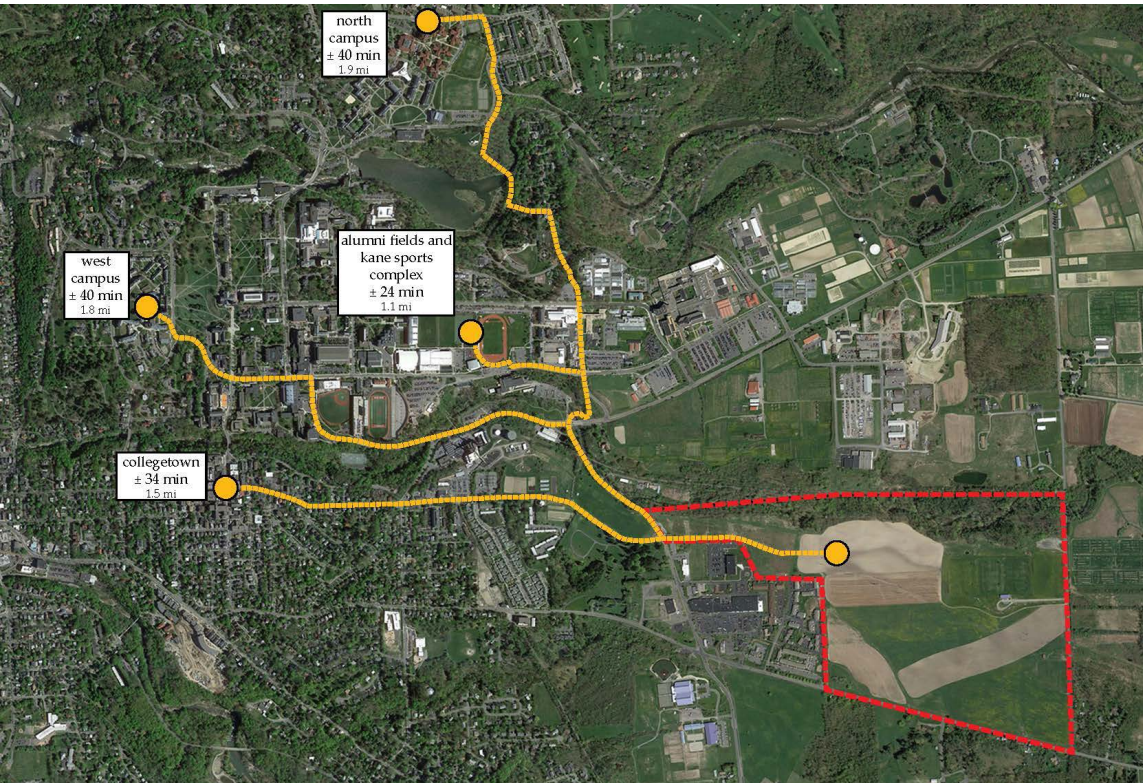 north
campus
± 40 min
1.9 mi
alumni fields and
kane sports
complex
± 24 min
1.1 mi
west
campus
± 40 min
1.8 mi
collegetown
± 34 min
1.5 mi